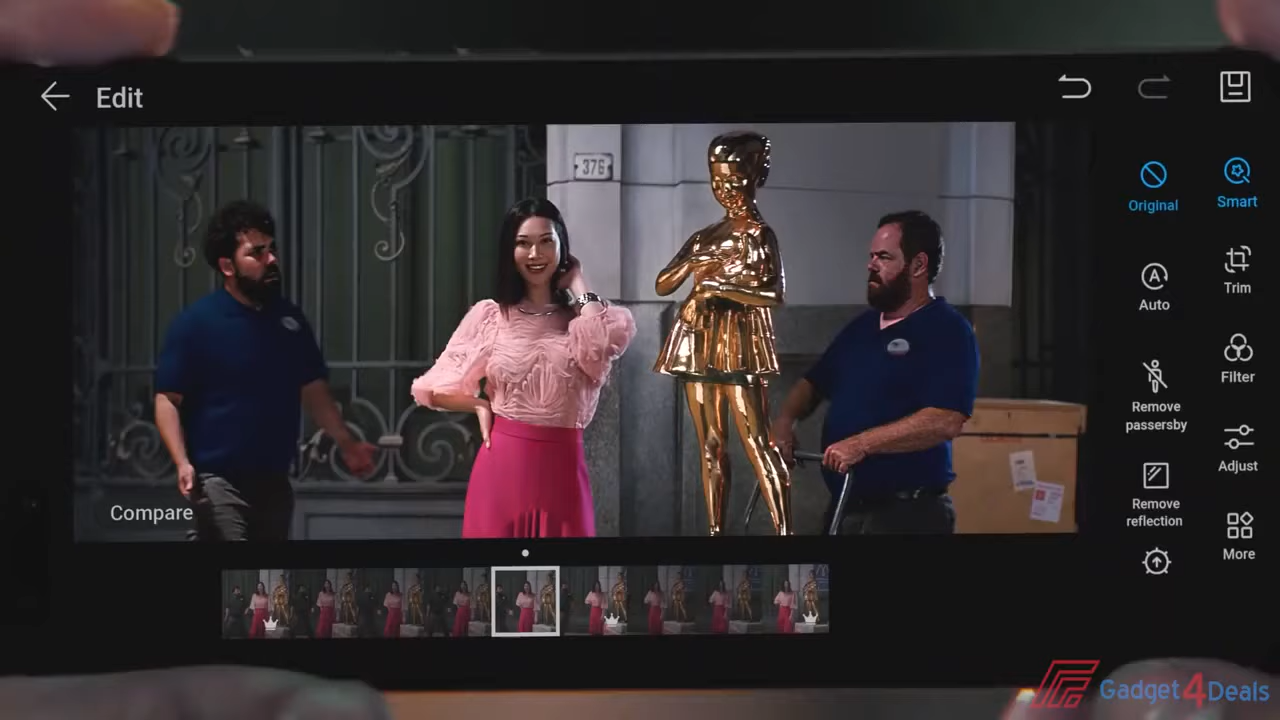 Edit
376
Original
Smart
Auto
Trim
Remove
passersby
Filter
Adjust
Remove
reflection
More
Compare
Gadget4Deals